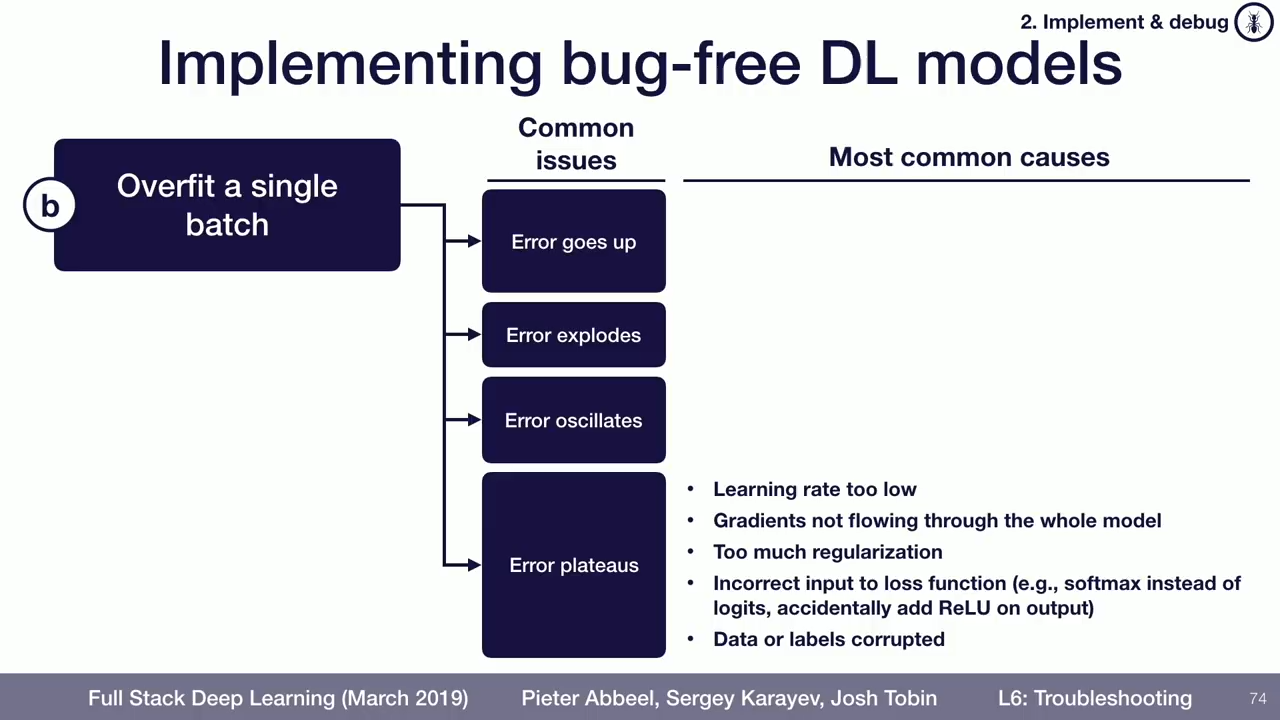 2. Implement & debug
Implementing bug-free DL models
Common
issues
Most common causes
b
Overfit a single
batch
Error goes up
Error explodes
Error oscillates
Error plateaus
• Learning rate too low
• Gradients not flowing through the whole model
• Too much regularization
• Incorrect input to loss function (e.g., softmax instead of
logits, accidentally add ReLU on output)
• Data or labels corrupted
Full Stack Deep Learning (March 2019) Pieter Abbeel, Sergey Karayev, Josh Tobin L6: Troubleshooting 74